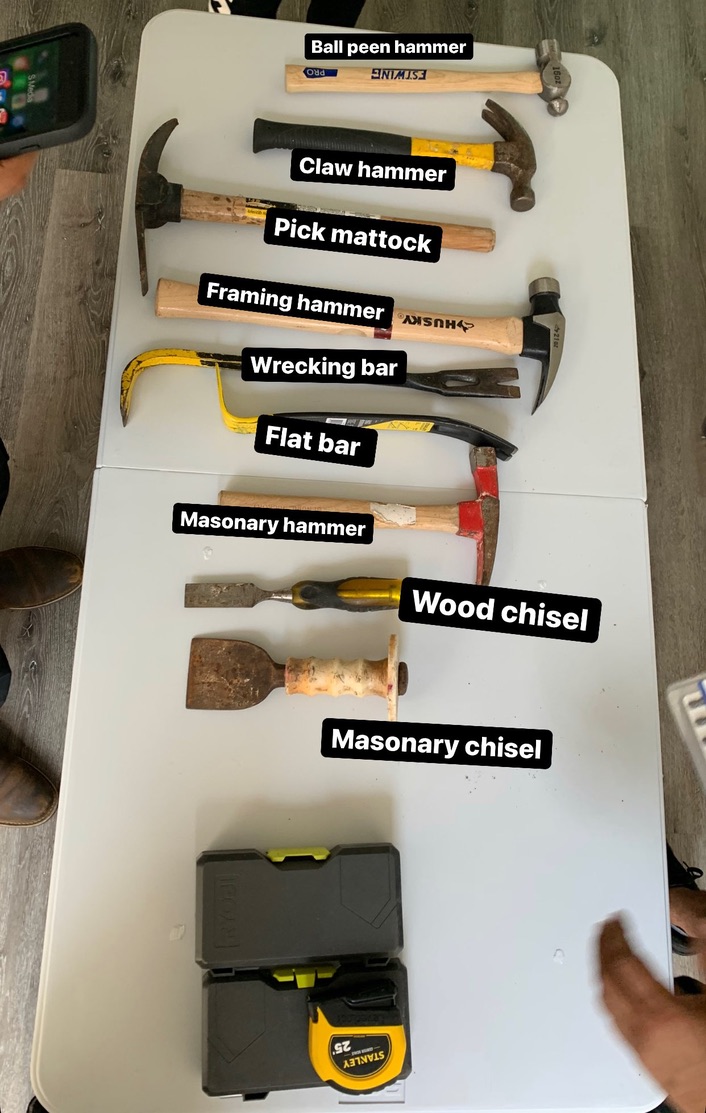 Ball peen hammer
PRO
ESTWING
16oz
Claw hammer
Pick mattock
Framing hammer
HUSKY
Wrecking bar
Flat bar
Masonary hammer
Wood chisel
Masonary chisel
RYOBI
STANLEY
25'